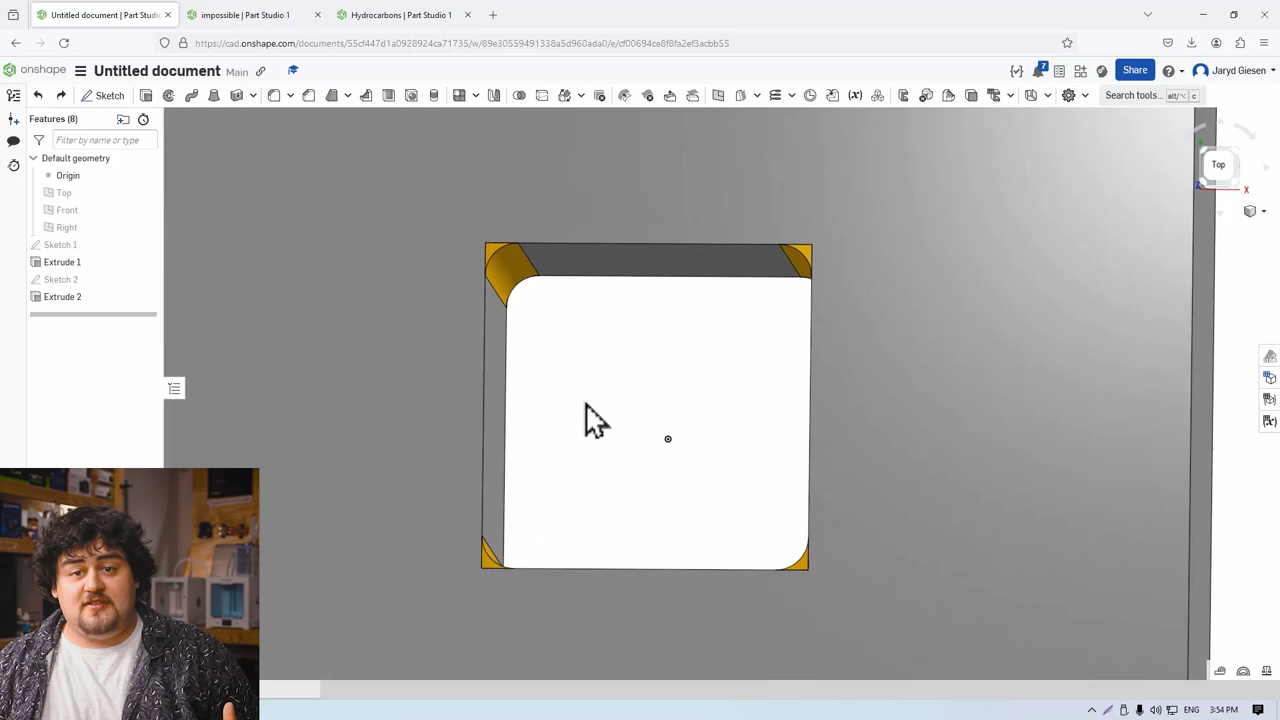 Untitled document | Part Studio
impossible | Part Studio 1
Hydrocarbons | Part Studio 1
https://cad.onshape.com/documents/55cf447d1a0928924ca71735/w/89e30559491338a5d960ada0/e/cf00694ce8f8fa2ef3acbb55
onshape
Untitled document
Main
7
Share
Jaryd Giesen
Sketch
Search tools...
alt/⌥
c
Features (8)
Filter by name or type
Default geometry
Origin
Top
Front
Right
Sketch 1
Extrude 1
Sketch 2
Extrude 2
Top
Z
X
ENG
3:54 PM